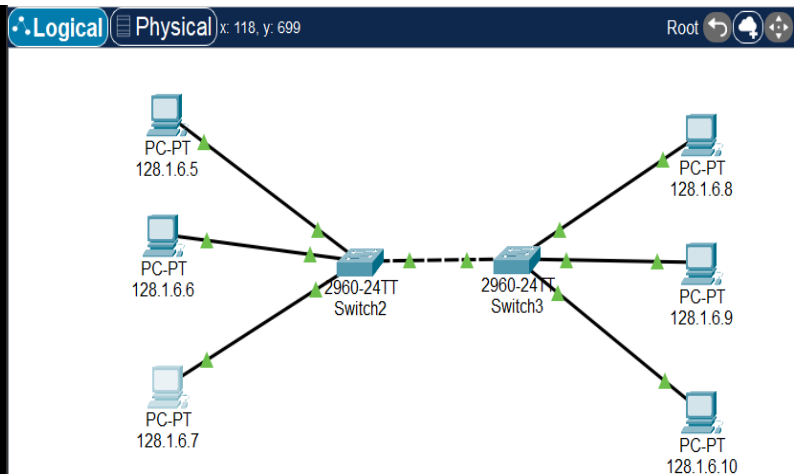 Logical Physical x: 118, y: 699 Root
PC-PT
128.1.6.5
PC-PT
128.1.6.8
PC-PT
128.1.6.6
2960-24TT
Switch2
2960-24TT
Switch3
PC-PT
128.1.6.9
PC-PT
128.1.6.7
PC-PT
128.1.6.10